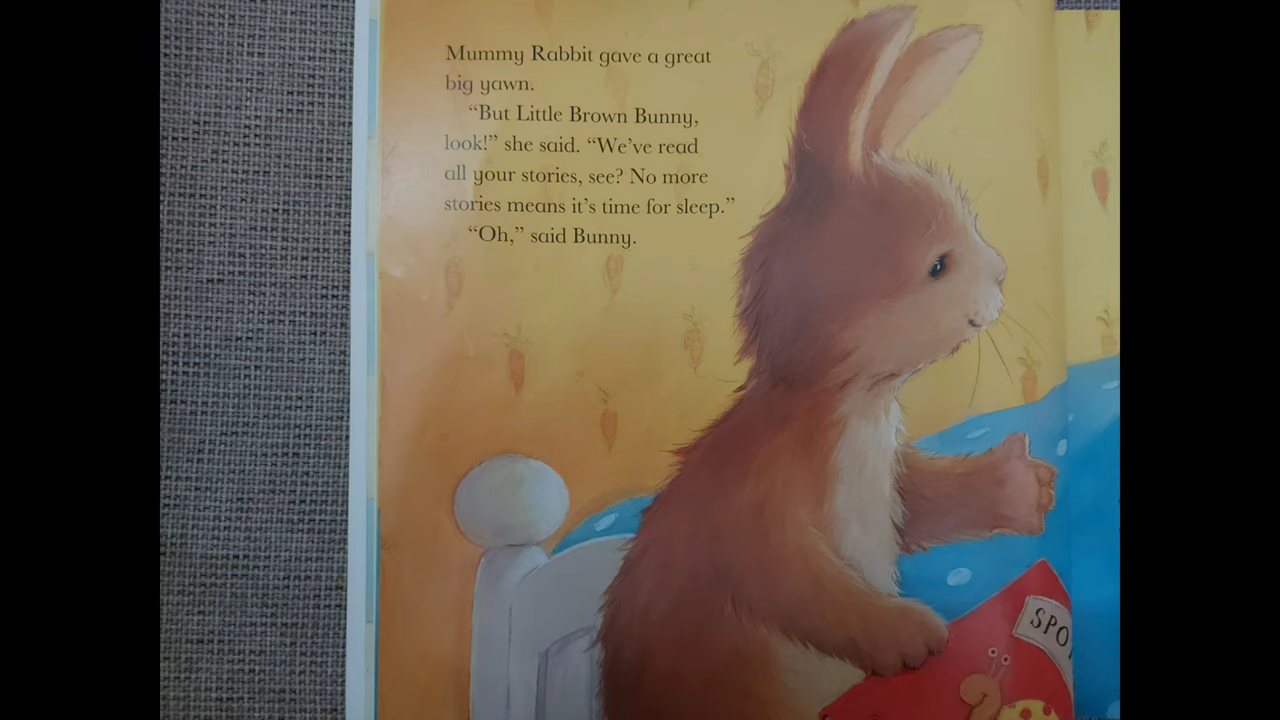 Mummy Rabbit gave a great
big yawn.
“But Little Brown Bunny,
look!” she said. “We’ve read
all your stories, see? No more
stories means it’s time for sleep.”
“Oh,” said Bunny.
SPO